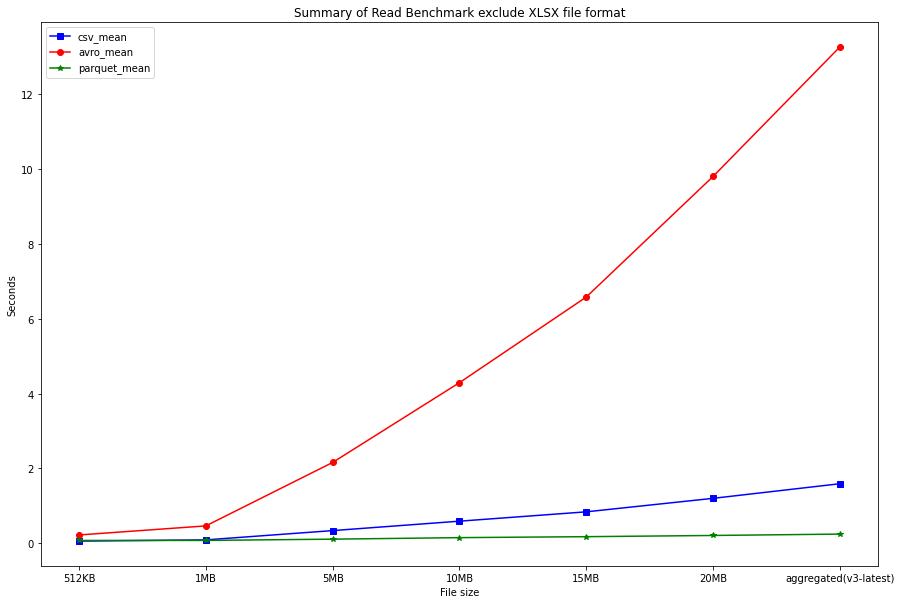 Summary of Read Benchmark exclude XLSX file format
csv_mean
avro_mean
parquet_mean
12
10
8
6
4
2
0
Seconds
512KB 1MB 5MB 10MB 15MB 20MB aggregated(v3-latest)
File size